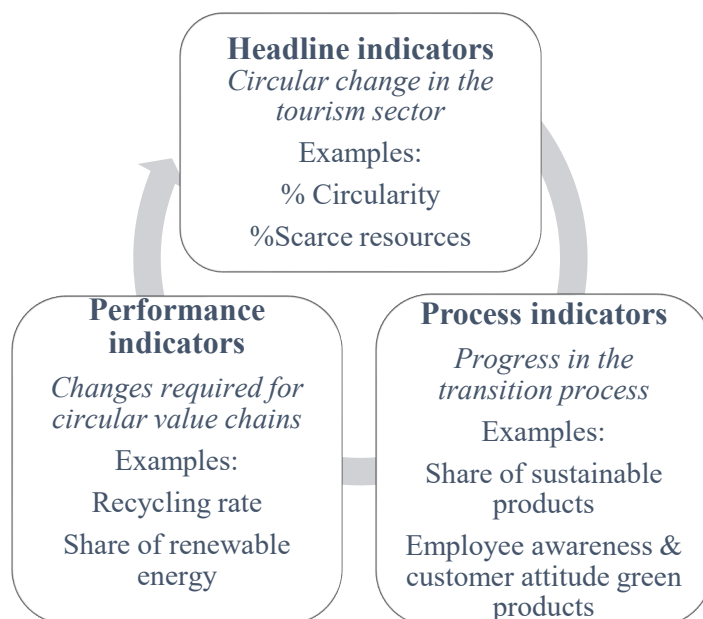 Headline indicators
Circular change in the
tourism sector
Examples:
% Circularity
%Scarce resources
Performance
indicators
Changes required for
circular value chains
Examples:
Recycling rate
Share of renewable
energy
Process indicators
Progress in the
transition process
Examples:
Share of sustainable
products
Employee awareness &
customer attitude green
products